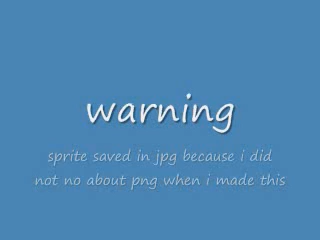 warning
sprite saved in jpg because i did
not no about png when i made this